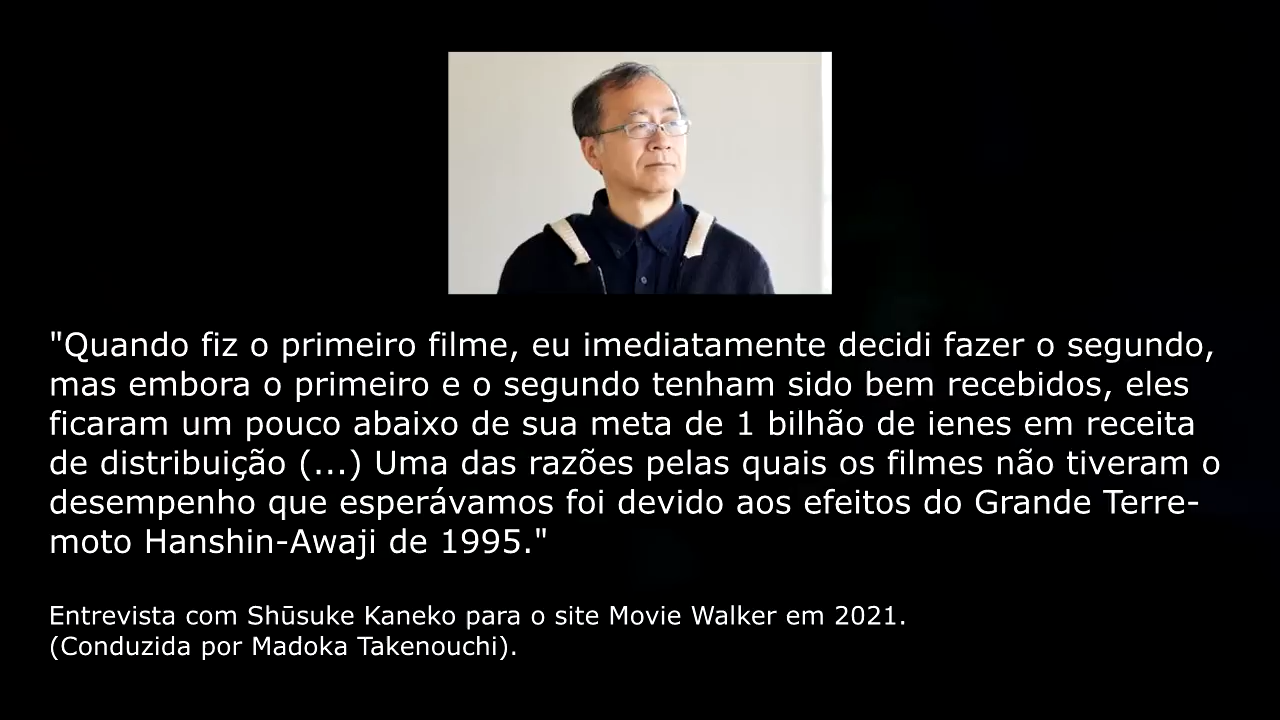 "Quando fiz o primeiro filme, eu imediatamente decidi fazer o segundo,
mas embora o primeiro e o segundo tenham sido bem recebidos, eles
ficaram um pouco abaixo de sua meta de 1 bilhão de ienes em receita
de distribuição (...) Uma das razões pelas quais os filmes não tiveram o
desempenho que esperávamos foi devido aos efeitos do Grande Terre-
moto Hanshin-Awaji de 1995."
Entrevista com Shūsuke Kaneko para o site Movie Walker em 2021.
(Conduzida por Madoka Takenouchi).